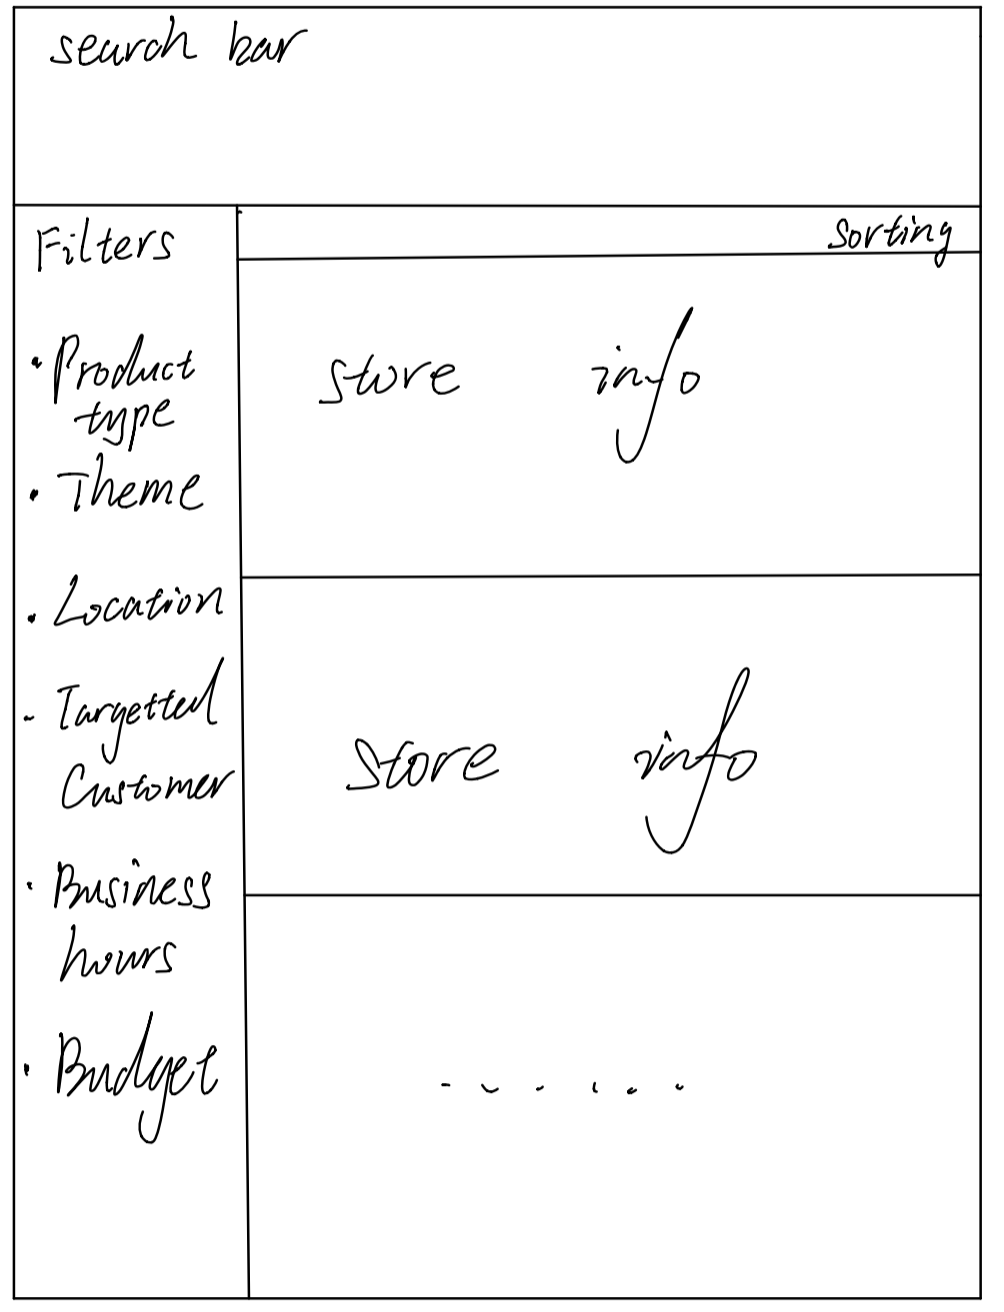 search bar
Filters
Sorting
• Product
type
• Theme
• Location
- Targetted
Customer
• Business
hours
• Budget
store info
store info
......